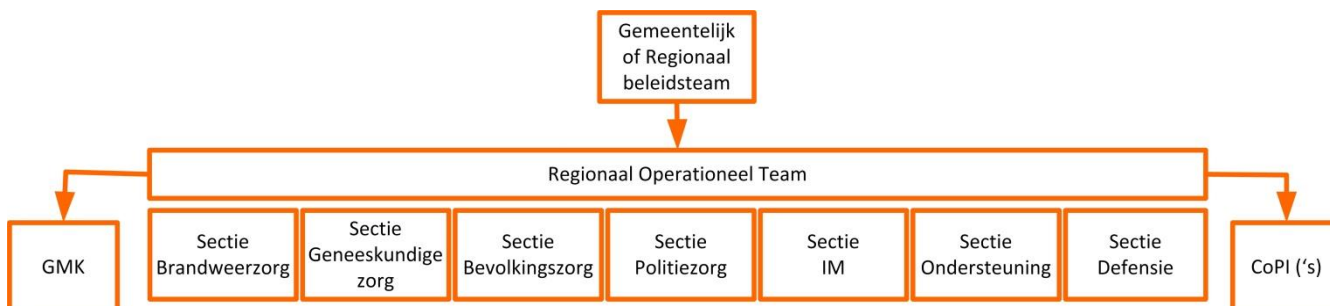 Gemeentelijk
of Regionaal
beleidsteam
Regionaal Operationeel Team
GMK
Sectie
Brandweerzorg
Sectie
Geneeskundige
zorg
Sectie
Bevolkingszorg
Sectie
Politiezorg
Sectie
IM
Sectie
Ondersteuning
Sectie
Defensie
CoPI (‘s)